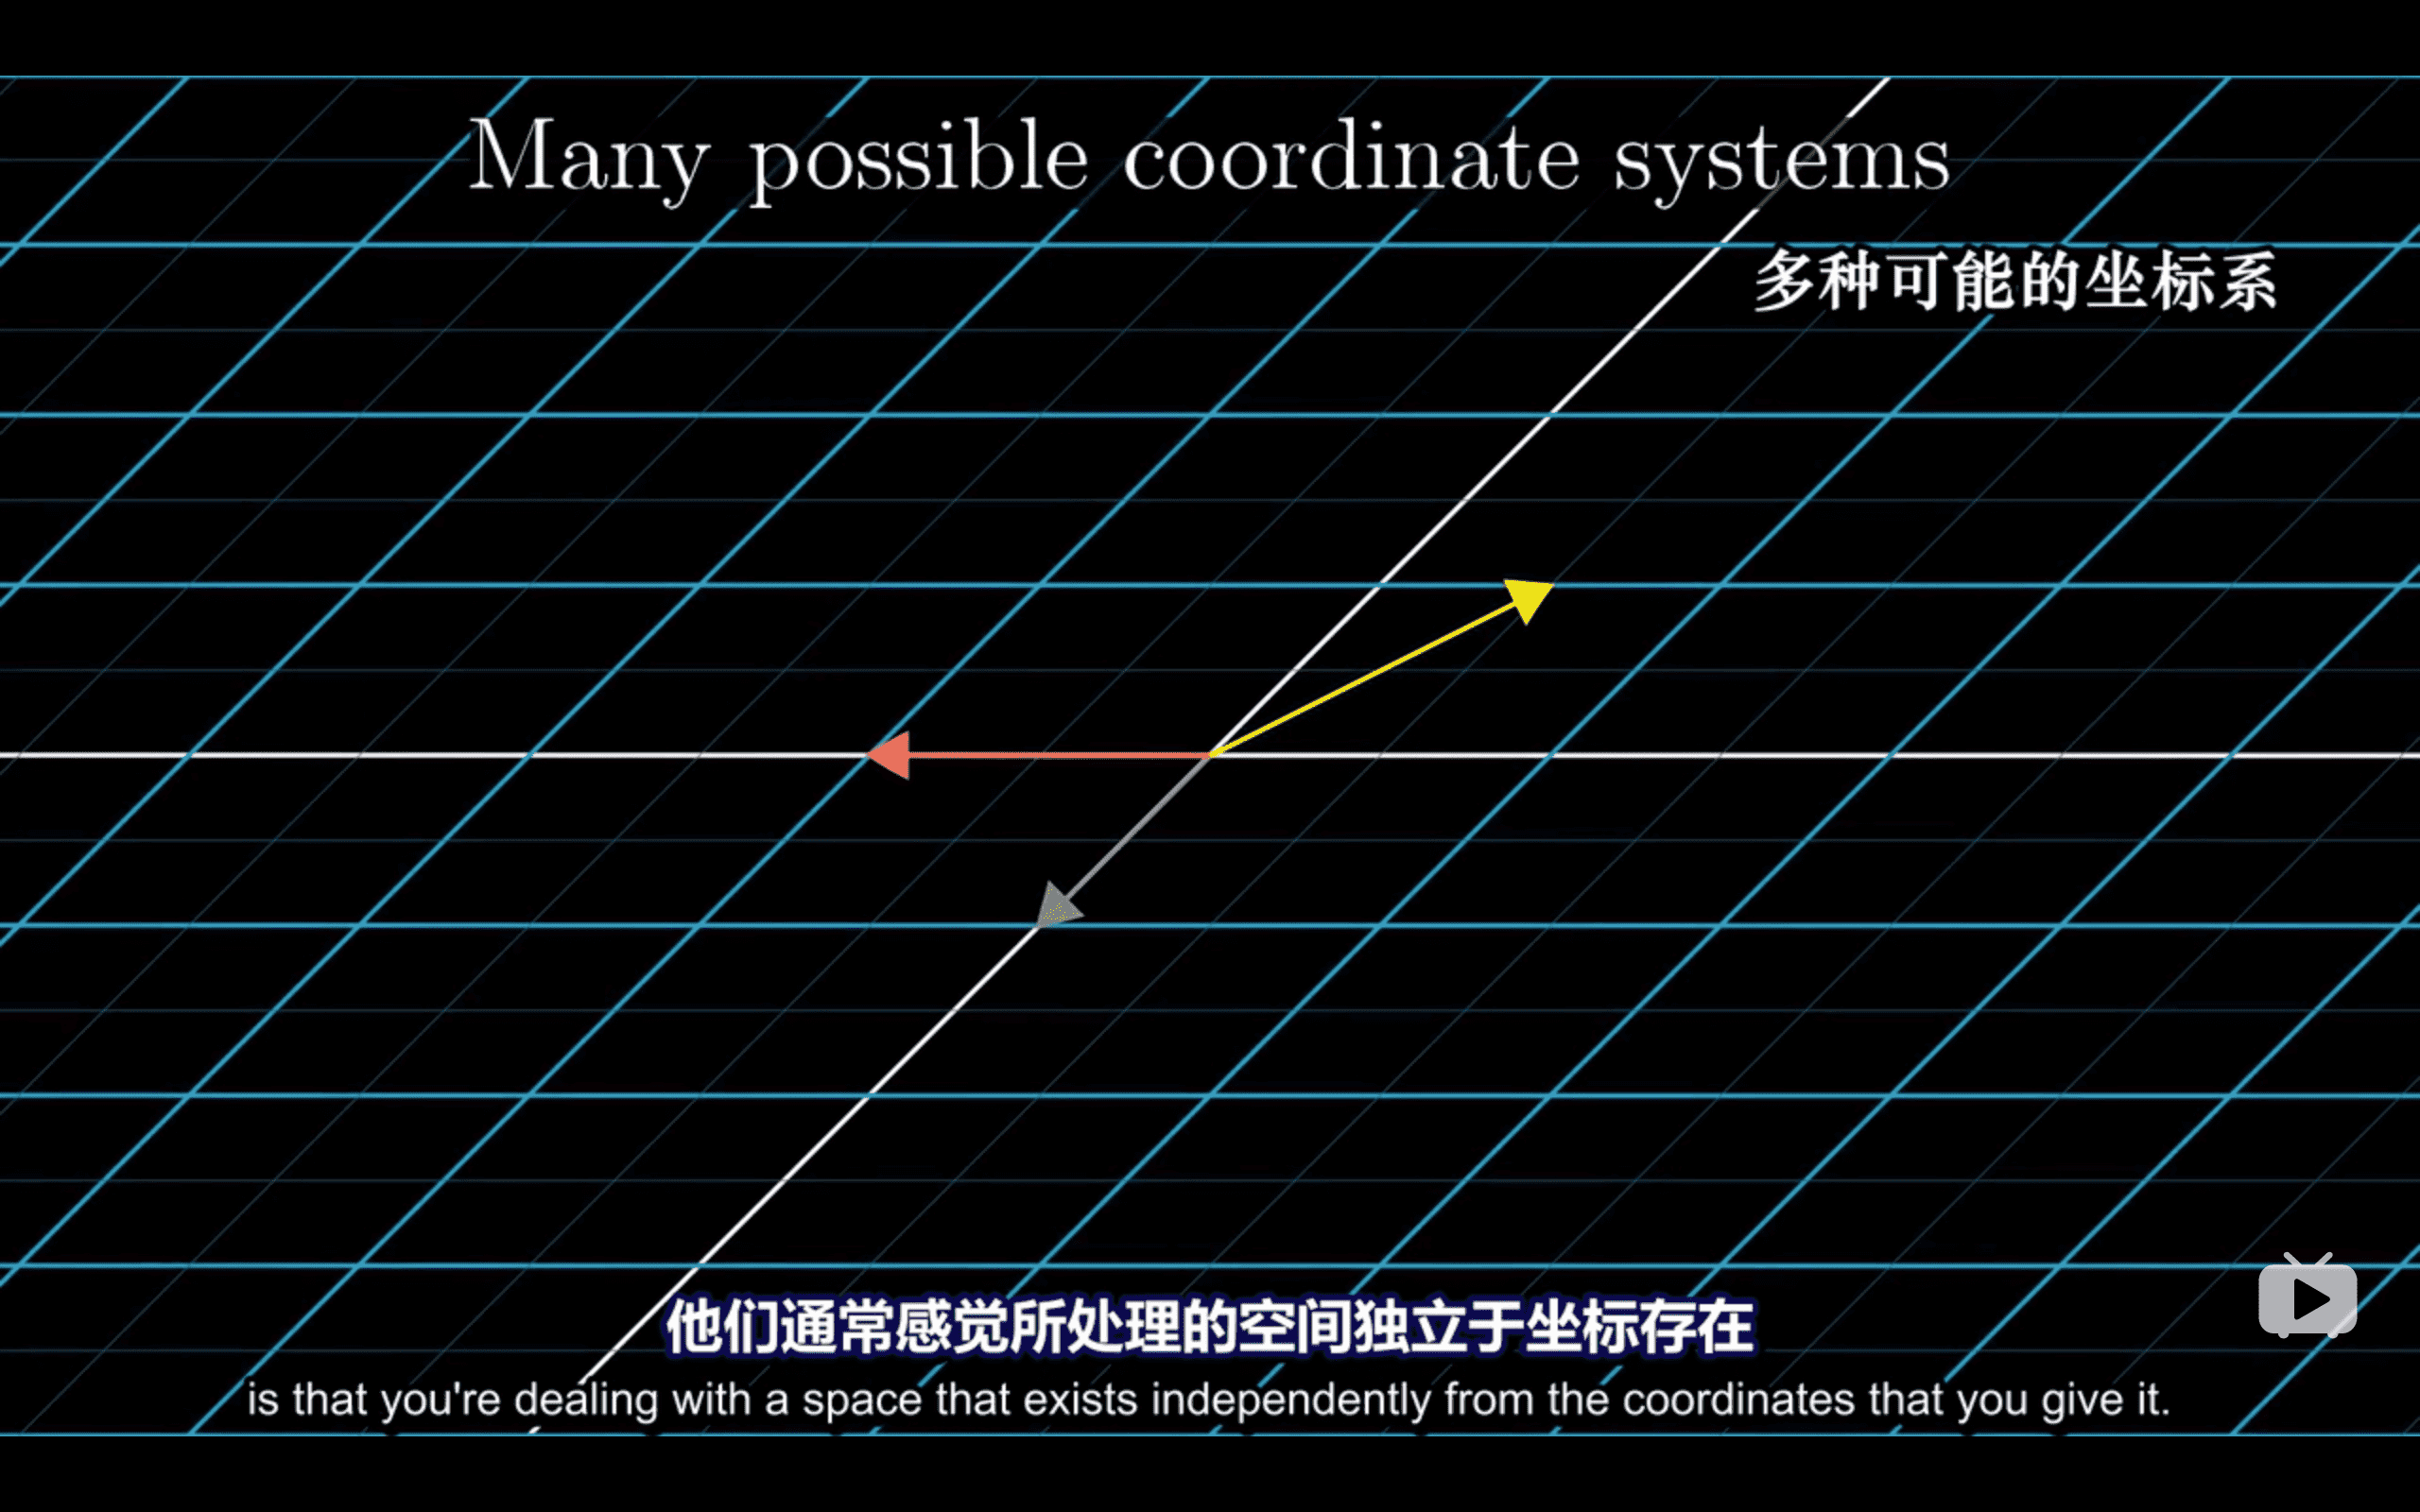 Many possible coordinate systems
多种可能的坐标系
他们通常感觉所处理的空间独立于坐标存在
is that you're dealing with a space that exists independently from the coordinates that you give it.